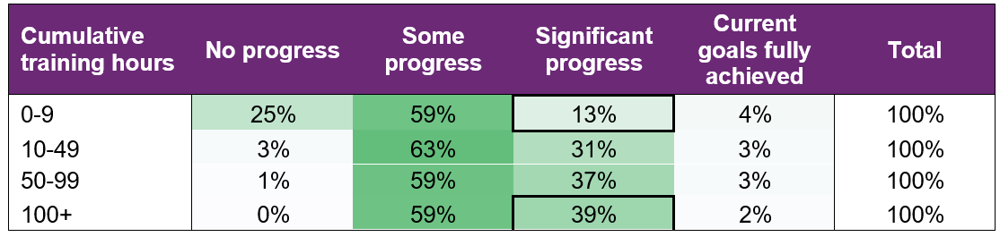 Cumulative training hours No progress Some progress Significant progress Current goals fully achieved Total
0-9 25% 59% 13% 4% 100%
10-49 3% 63% 31% 3% 100%
50-99 1% 59% 37% 3% 100%
100+ 0% 59% 39% 2% 100%